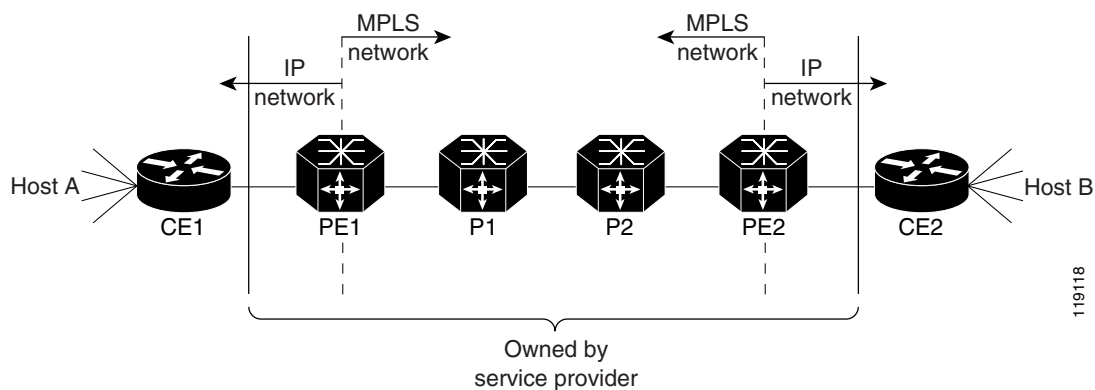 MPLS
network
MPLS
network
IP
network
IP
network
Host A
Host B
CE1
PE1
P1
P2
PE2
CE2
119118
Owned by
service provider